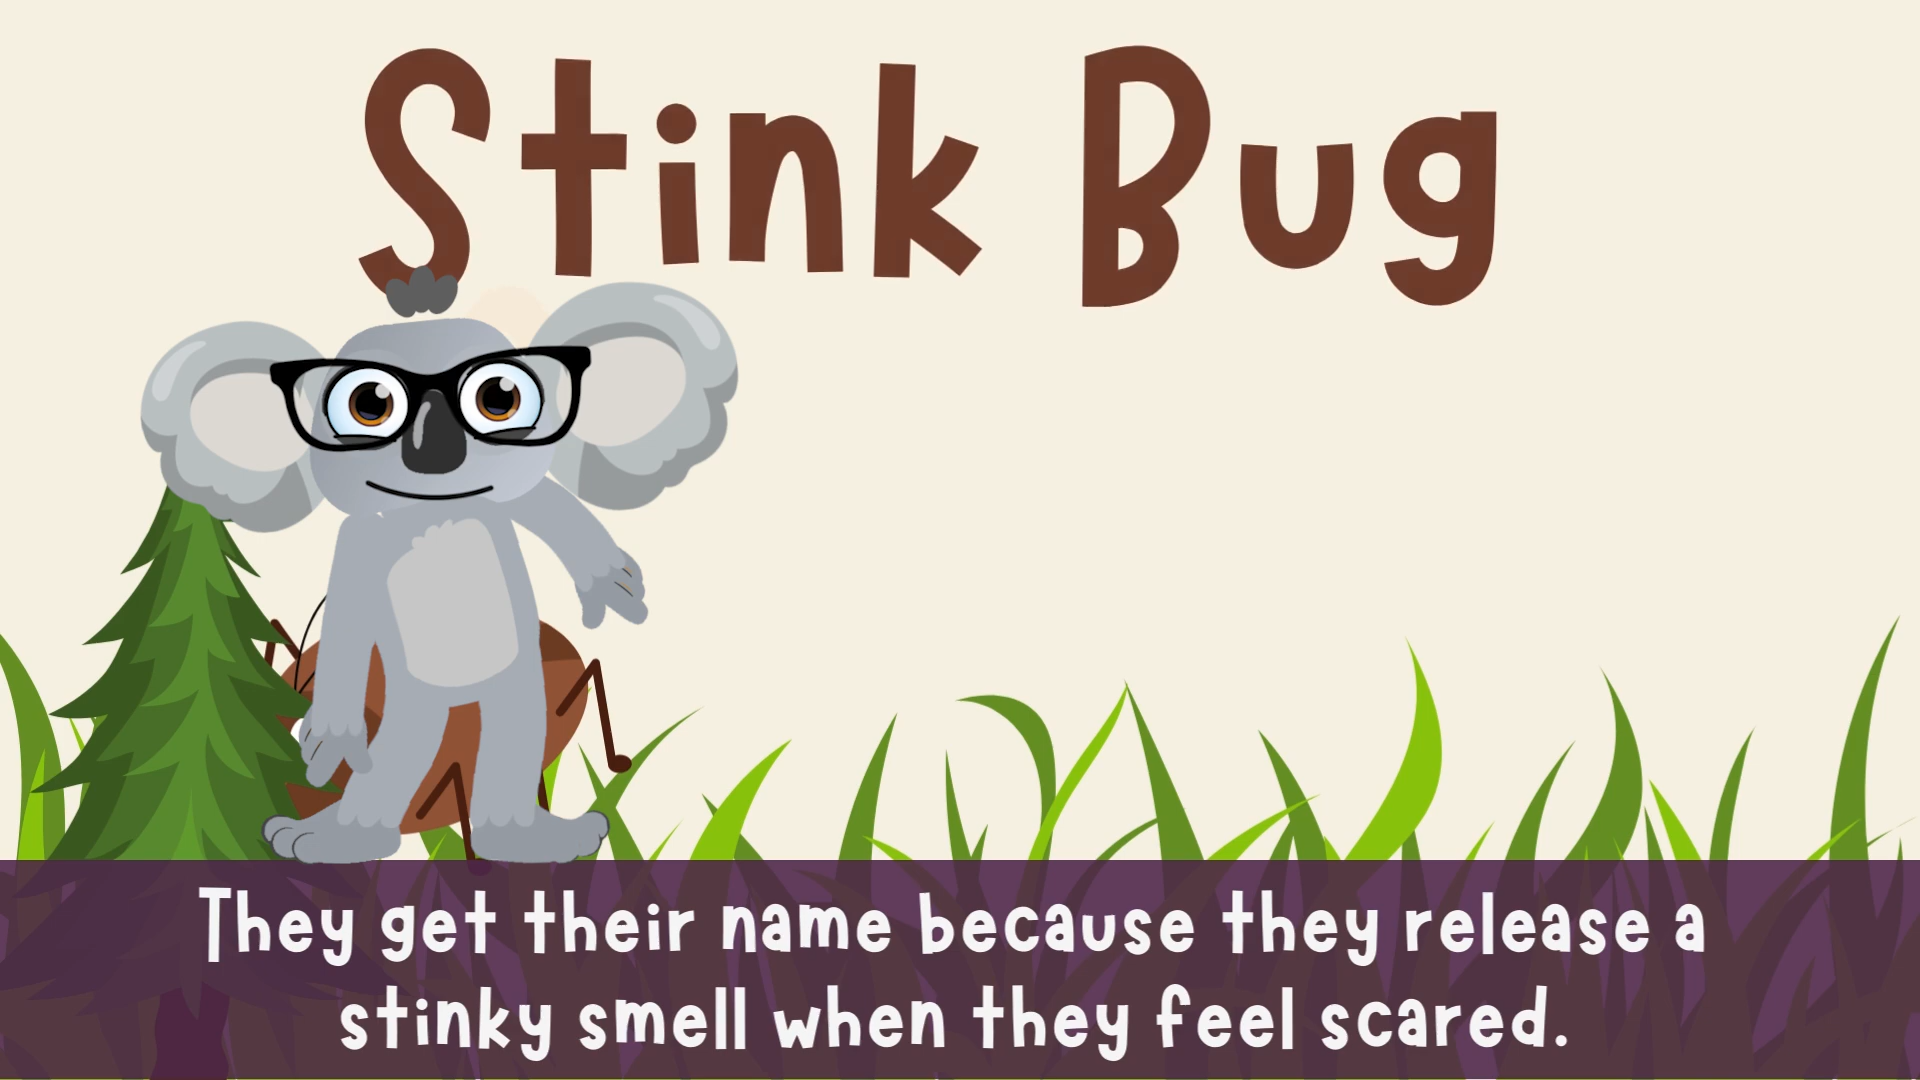 Stink Bug
They get their name because they release a
stinky smell when they feel scared.